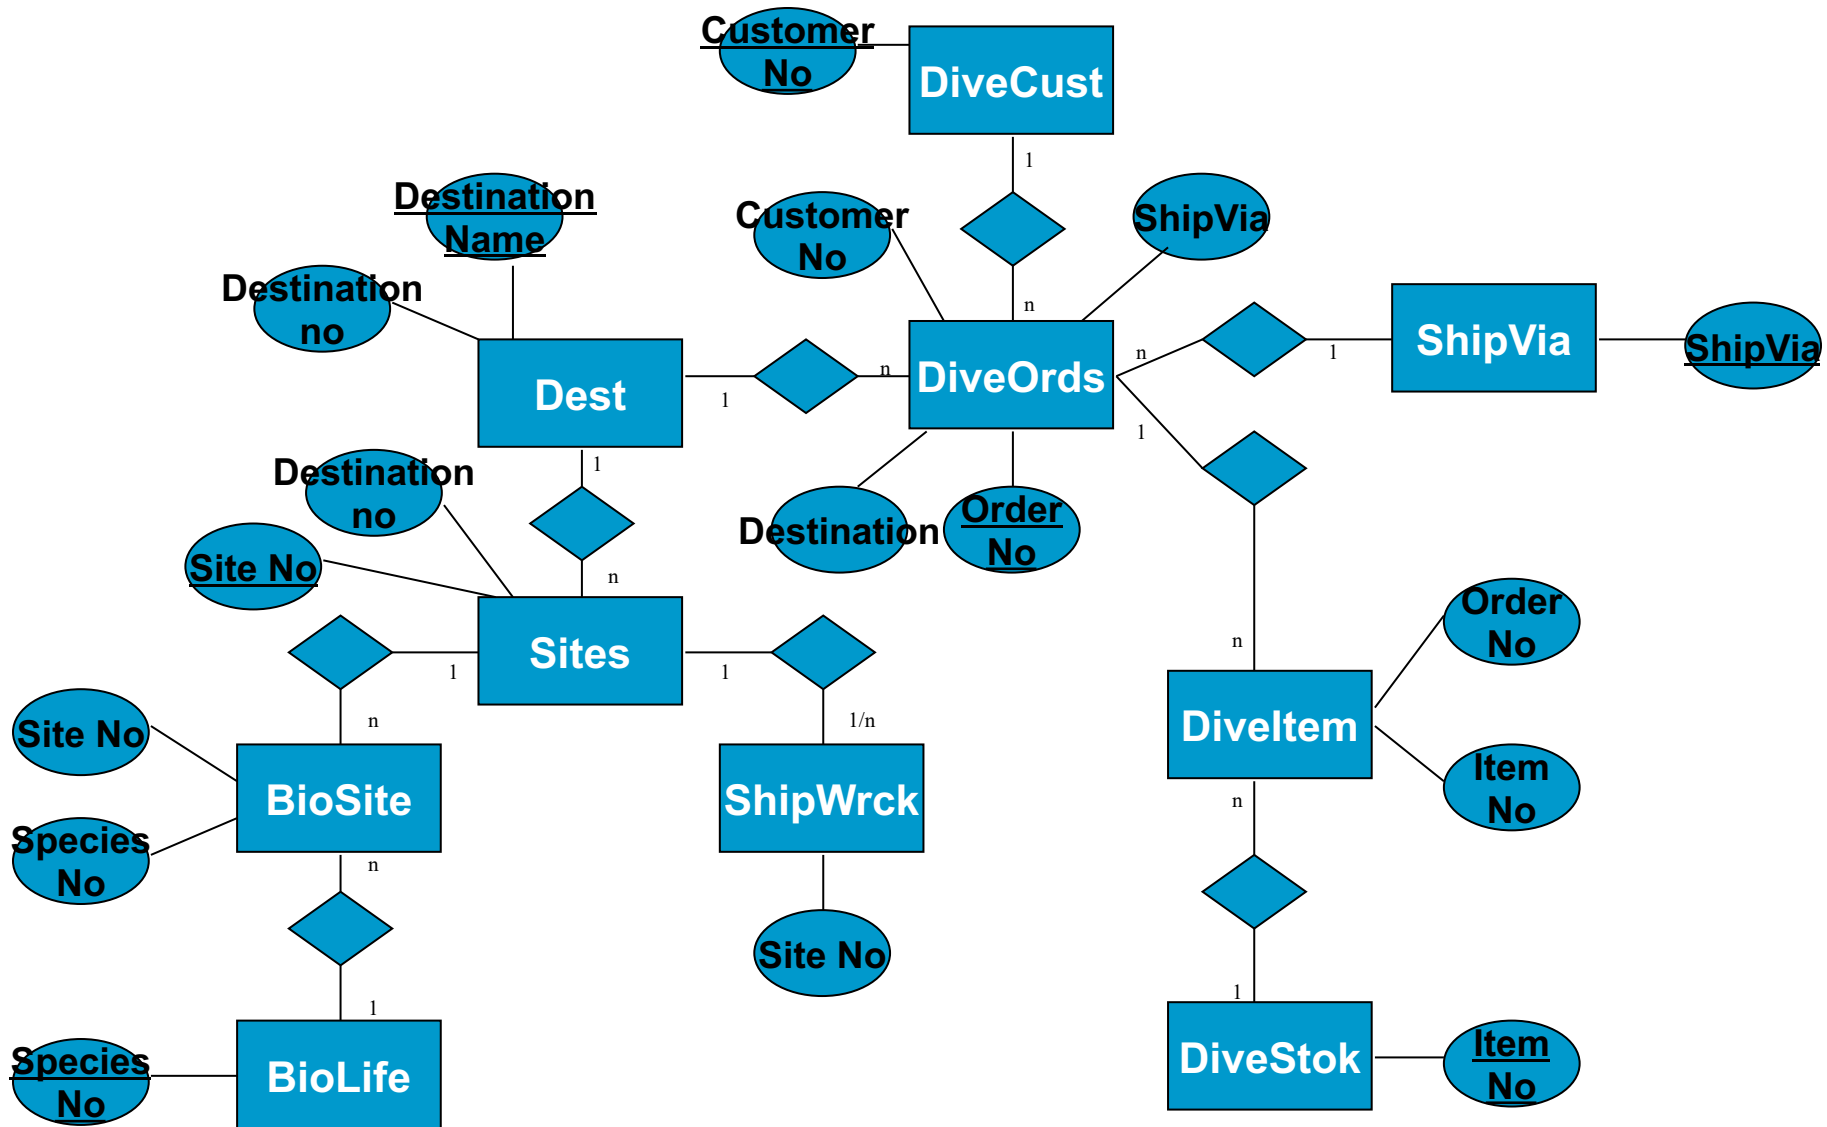 Customer
No
DiveCust
1
Destination
Name
Customer
No
ShipVia
Destination
no
n
Dest
1
n
DiveOrds
n
1
1
ShipVia
ShipVia
1
Destination
no
Destination
Order
No
Site No
n
Sites
1
1
n
Order
No
Site No
n
1/n
DiveItem
BioSite
ShipWrck
Item
No
Species
No
n
n
Site No
1
1
Species
No
BioLife
DiveStok
Item
No